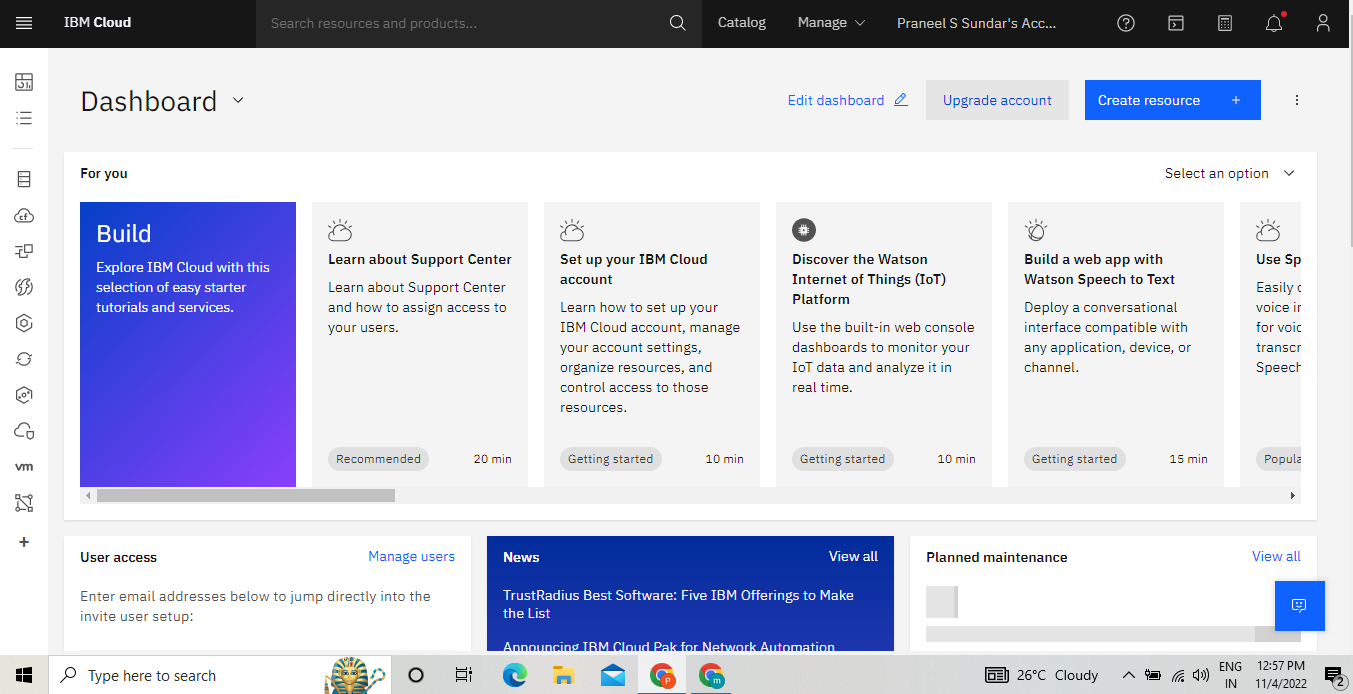 IBM Cloud
Search resources and products...
Catalog
Manage
Praneel S Sundar's Acc...
Dashboard
Edit dashboard
Upgrade account
Create resource +
For you
Select an option
Build
Explore IBM Cloud with this
selection of easy starter
tutorials and services.
Learn about Support Center
Learn about Support Center
and how to assign access to
your users.
Recommended
20 min
Set up your IBM Cloud
account
Learn how to set up your
IBM Cloud account, manage
your account settings,
organize resources, and
control access to those
resources.
Getting started
10 min
Discover the Watson
Internet of Things (IoT)
Platform
Use the built-in web console
dashboards to monitor your
IoT data and analyze it in
real time.
Getting started
10 min
Build a web app with
Watson Speech to Text
Deploy a conversational
interface compatible with
any application, device, or
channel.
Getting started
15 min
Use Sp
Easily
voice
for
Speech
Popula
cf
vm
User access
Manage users
Enter email addresses below to jump directly into the
invite user setup:
News
View all
TrustRadius Best Software: Five IBM Offerings to Make
the List
Announcing IBM Cloud Pak for Network Automation
Planned maintenance
View all
Type here to search
P
m
26°C Cloudy
ENG
IN
12:57 PM
11/4/2022
2